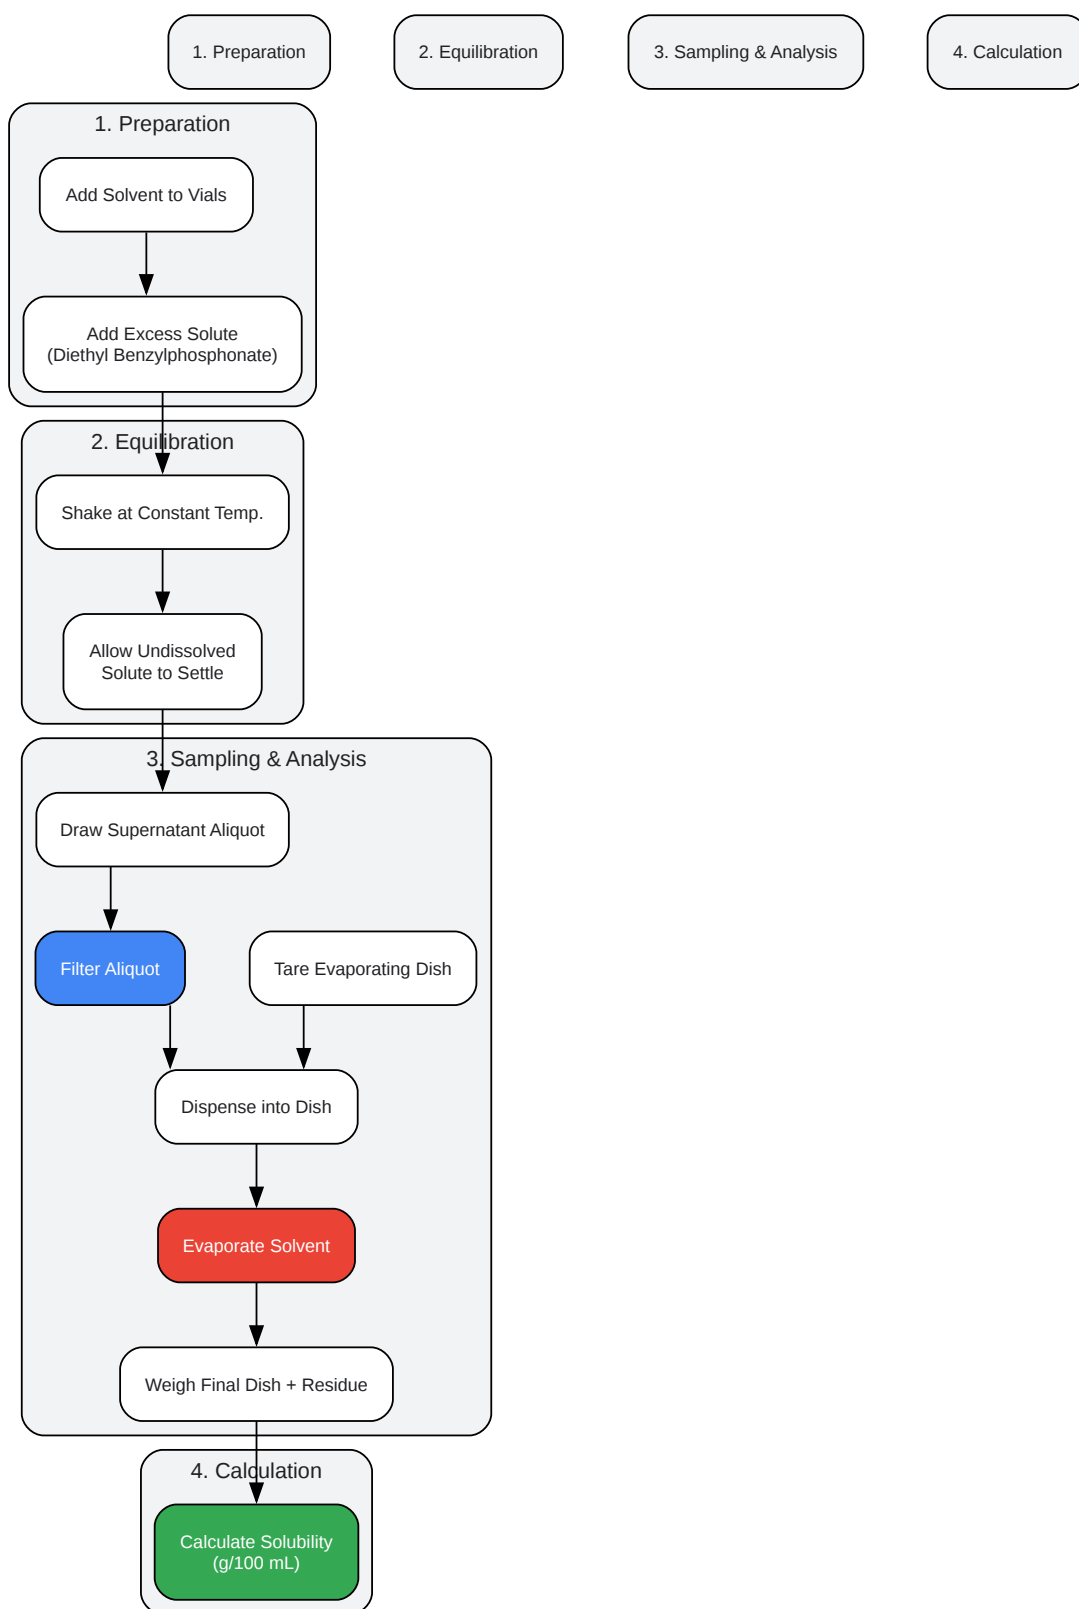 1. Preparation
2. Equilibration
3. Sampling & Analysis
4. Calculation
1. Preparation
Add Solvent to Vials
Add Excess Solute
(Diethyl Benzylphosphonate)
2. Equilibration
Shake at Constant Temp.
Allow Undissolved
Solute to Settle
3. Sampling & Analysis
Draw Supernatant Aliquot
Filter Aliquot
Tare Evaporating Dish
Dispense into Dish
Evaporate Solvent
Weigh Final Dish + Residue
4. Calculation
Calculate Solubility
(g/100 mL)